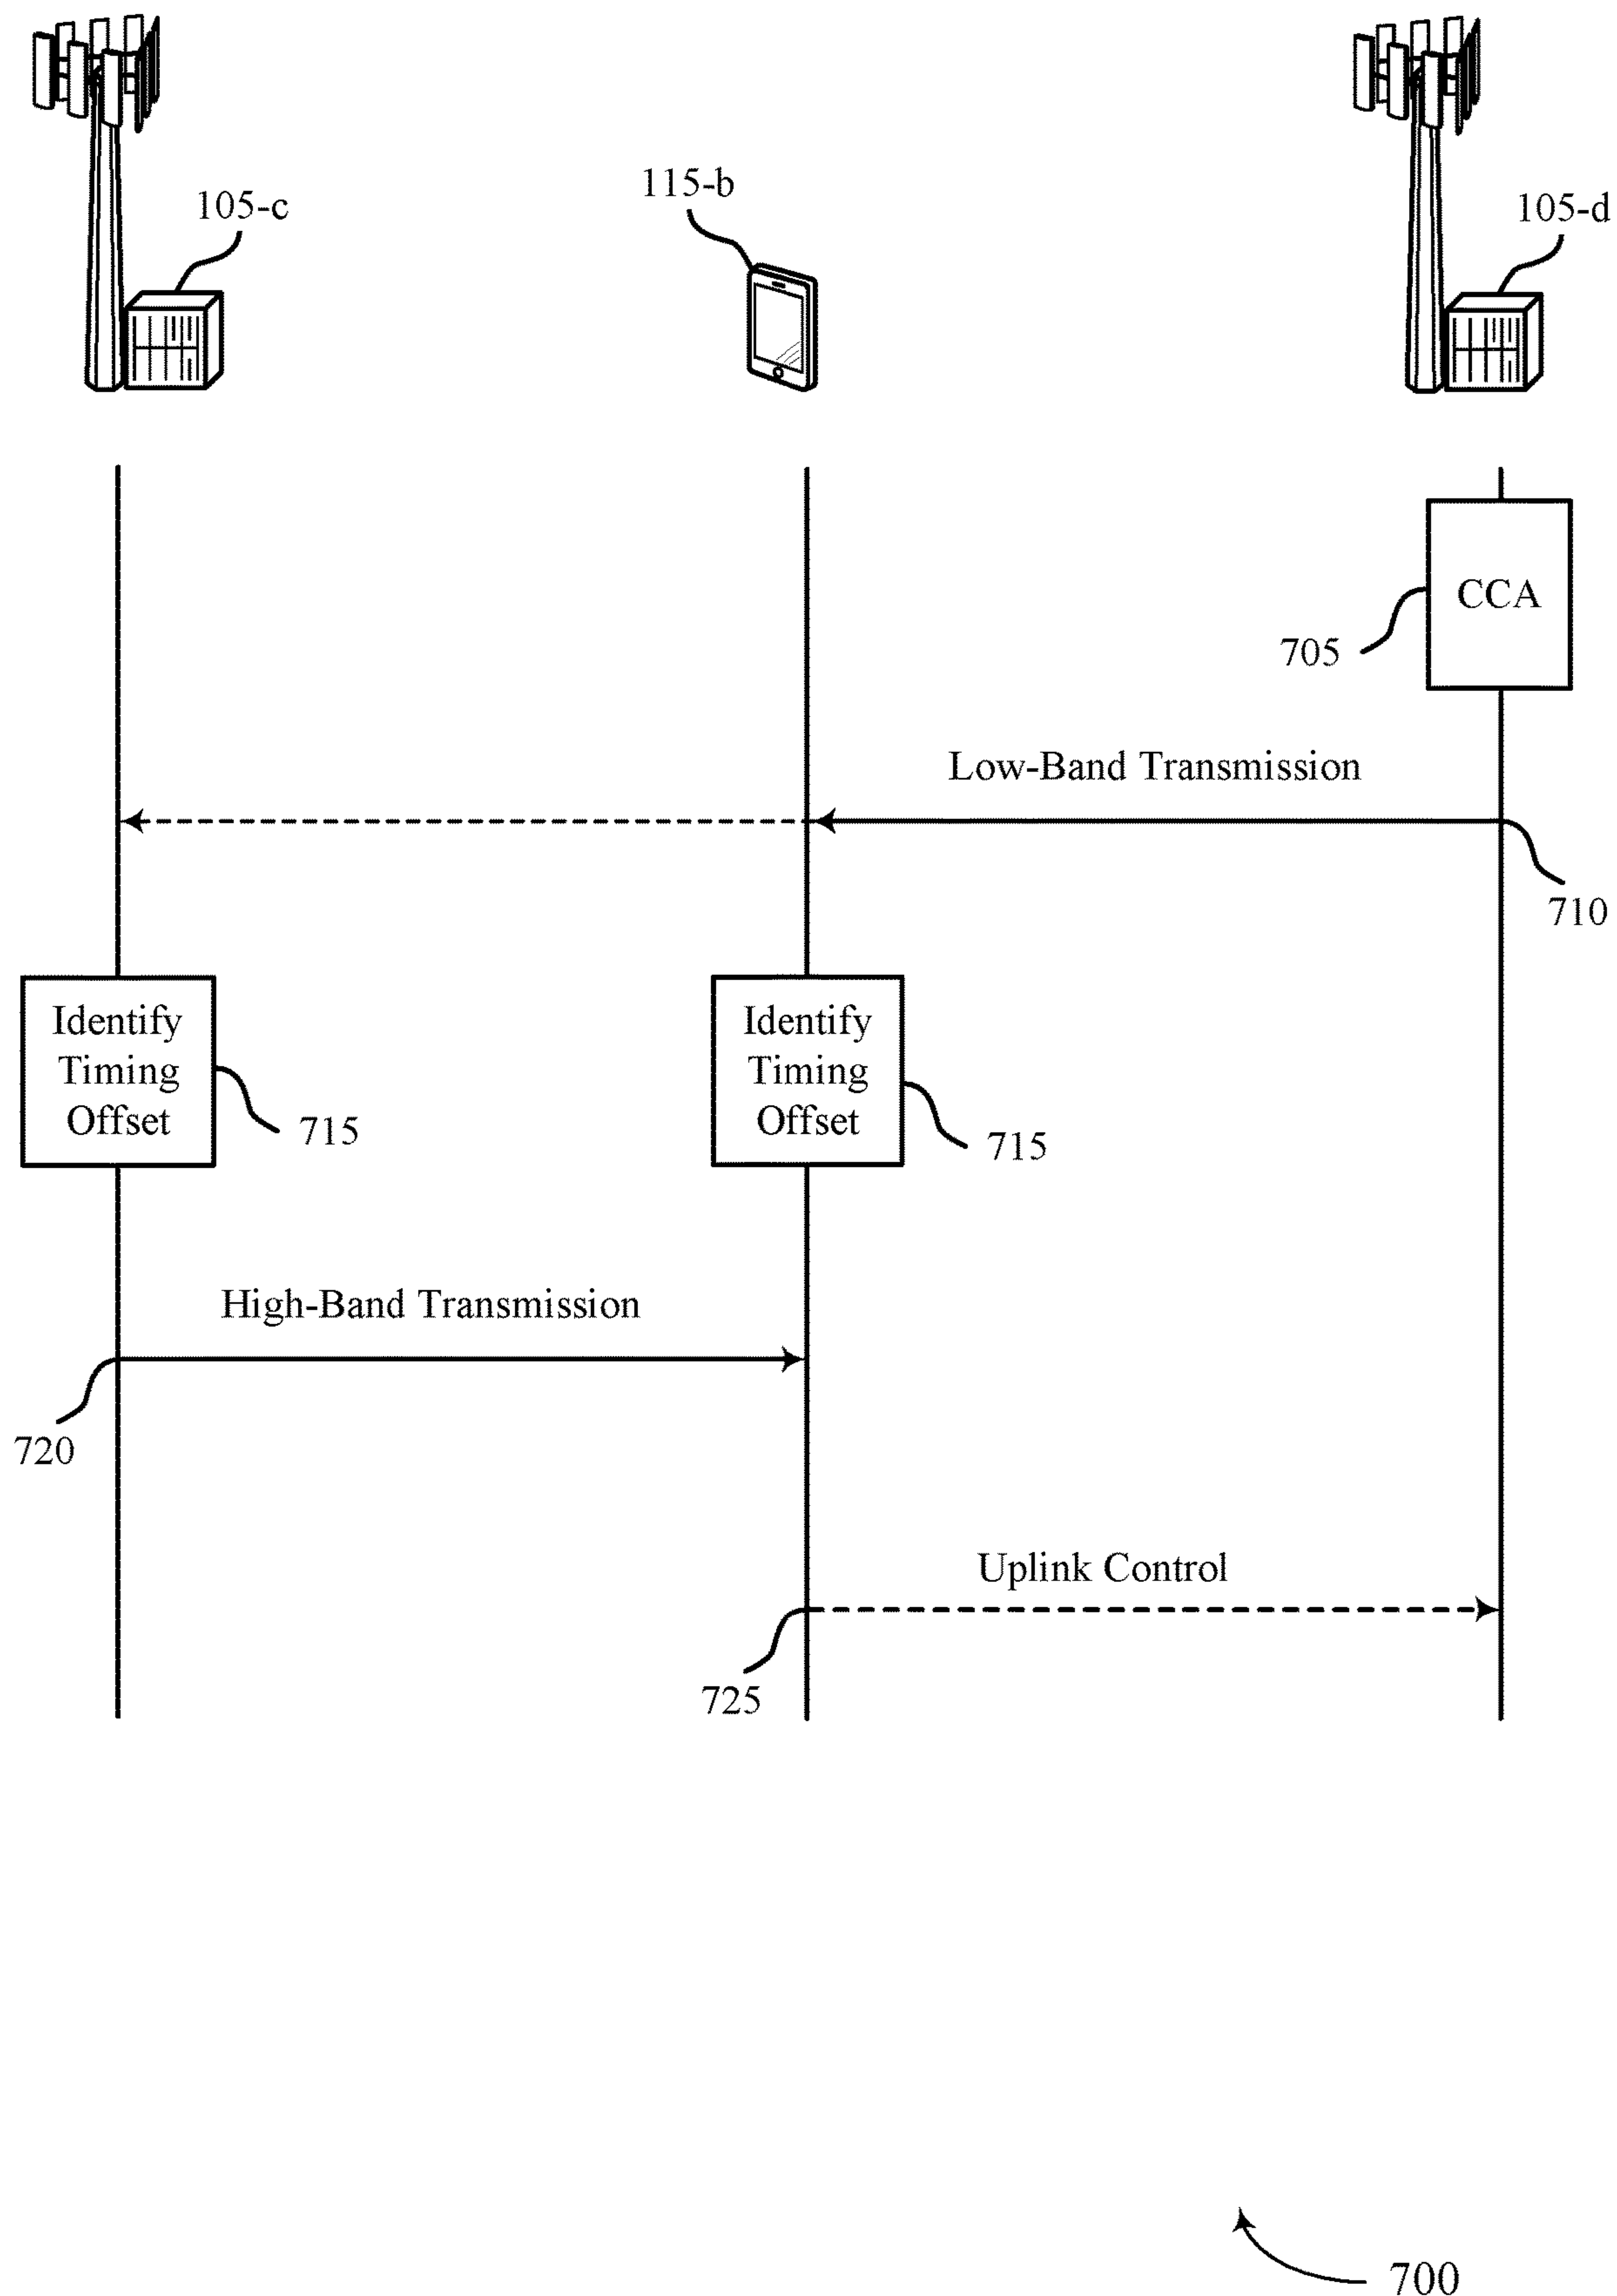 115-b
105-c
105-d
CCA
705
Low-Band Transmission
710
Identify
Timing
Offset
715
Identify
Timing
Offset
715
High-Band Transmission
720
Uplink Control
725
700